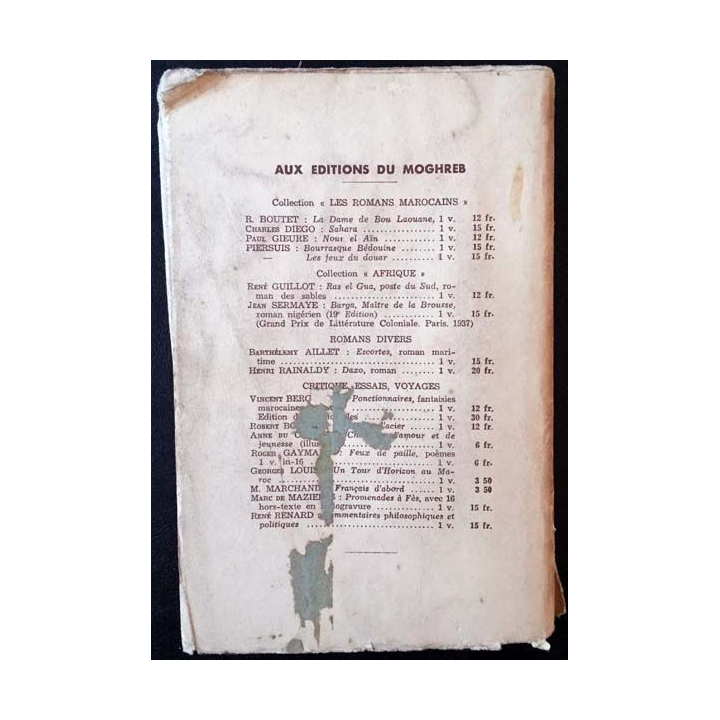 AUX EDITIONS DU MOGHREB
Collection « LES ROMANS MAROCAINS »
R. BOUTET : La Dame de Bou Laouane, 1 v. 12 fr.
CHARLES DIEGO : Sahara ................ 1 v. 15 fr.
PAUL GIEURE : Nour el Aïn ............. 1 v. 12 fr.
PIERSUIS : Bourrasque Bédouine ........ 1 v. 15 fr.
— Les jeux du douar .......... 1 v. 15 fr.
Collection « AFRIQUE »
RENÉ GUILLOT : Ras el Gua, poste du Sud, ro-
man des sables ..................... 1 v. 12 fr.
JEAN SERMAYE : Barga, Maître de la Brousse,
roman nigérien (19e Edition) ............ 1 v. 15 fr.
(Grand Prix de Littérature Coloniale. Paris. 1937)
ROMANS DIVERS
BARTHÉLEMY AILLET : Escortes, roman mari-
time ................................ 1 v. 15 fr.
HENRI RAINALDY : Daxo, roman ........ 1 v. 20 fr.
CRITIQUE, ESSAIS, VOYAGES
VINCENT BERG Ponctionnaires, fantaisies
marocaines 1 v. 12 fr.
Edition 1 v. 30 fr.
ROBERT 1 v. 12 fr.
ANNE DU d'amour et de
jeunesse 1 v. 6 fr.
ROGER : Feux de paille, poèmes
1 v. in-16 1 v. 6 fr.
GEORGES LOUIS Un Tour d'Horizon au Ma-
roc 1 v. 3 50
M. MARCHAND Français d'abord ...... 1 v. 3 50
MARC DE : Promenades à Fès, avec 16
hors-texte en ............ 1 v. 15 fr.
RENÉ RENARD philosophiques et
politiques 1 v. 15 fr.